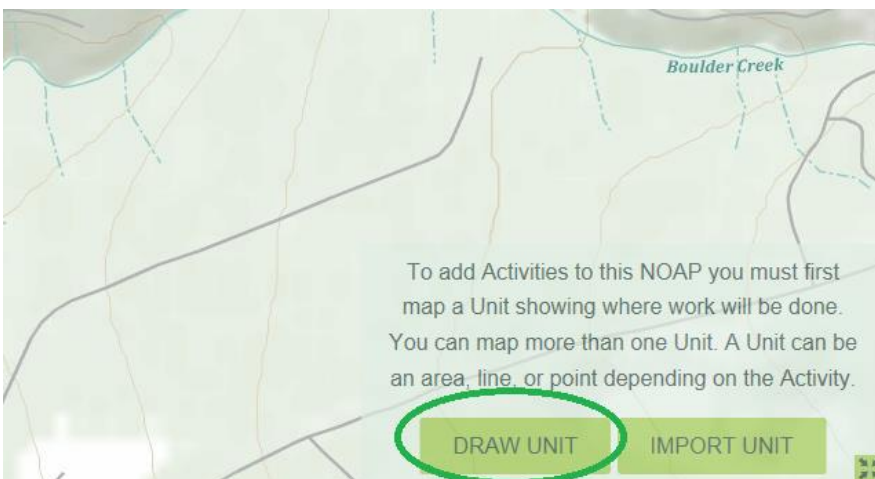 Boulder Creek
To add Activities to this NOAP you must first
map a Unit showing where work will be done.
You can map more than one Unit. A Unit can be
an area, line, or point depending on the Activity.
DRAW UNIT IMPORT UNIT